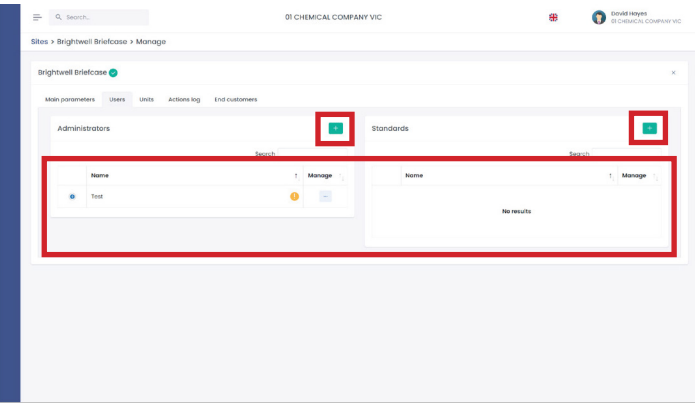 Search..
01 CHEMICAL COMPANY VIC
David Hayes
01 CHEMICAL COMPANY VIC
Sites > Brightwell Briefcase > Manage
Brightwell Briefcase
Main parameters Users Units Actions log End customers
Administrators
+
Standards
+
Search
Search
Name Manage
Name Manage
Test
No results